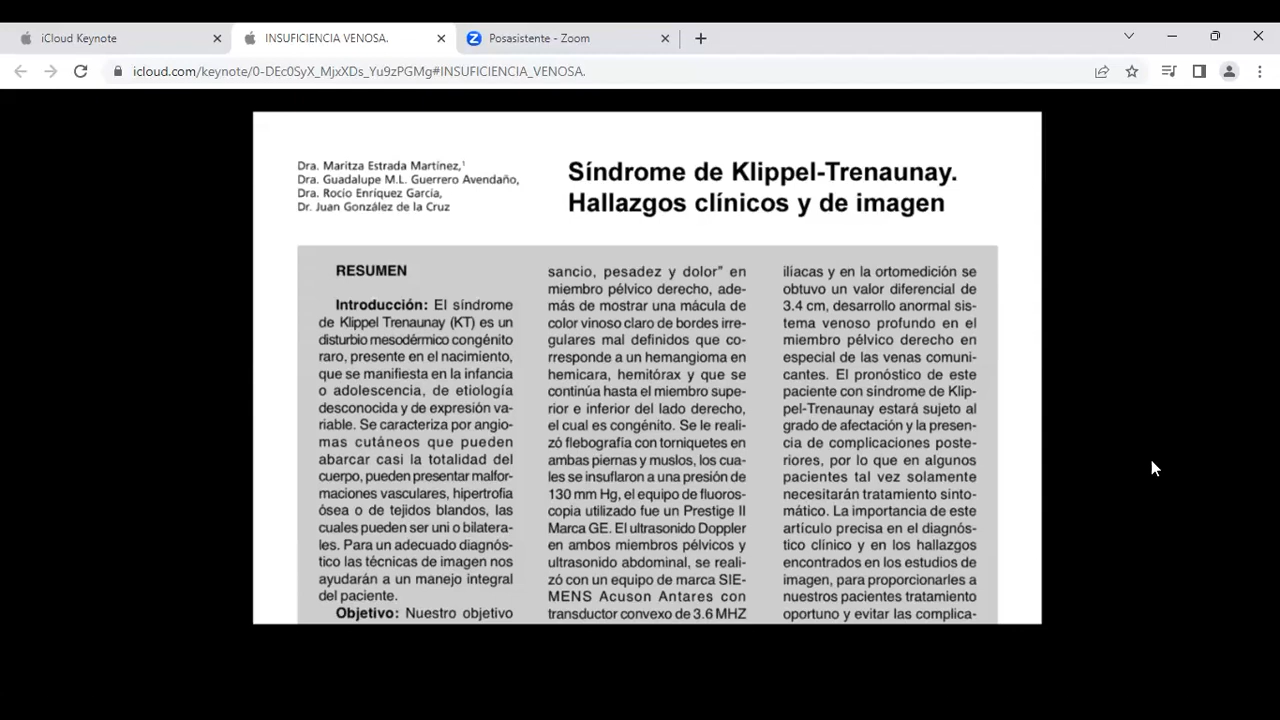 iCloud Keynote
INSUFICIENCIA VENOSA.
Posasistente - Zoom
icloud.com/keynote/0-DEc0SyX_MjxXDs_Yu9zPGMg#INSUFICIENCIA_VENOSA.
Dra. Maritza Estrada Martínez,¹
Dra. Guadalupe M.L. Guerrero Avendaño,
Dra. Rocío Enríquez García,
Dr. Juan González de la Cruz
Síndrome de Klippel-Trenaunay.
Hallazgos clínicos y de imagen
RESUMEN
Introducción: El síndrome
de Klippel Trenaunay (KT) es un
disturbio mesodérmico congénito
raro, presente en el nacimiento,
que se manifiesta en la infancia
o adolescencia, de etiología
desconocida y de expresión va-
riable. Se caracteriza por angio-
mas cutáneos que pueden
abarcar casi la totalidad del
cuerpo, pueden presentar malfor-
maciones vasculares, hipertrofia
ósea o de tejidos blandos, las
cuales pueden ser uni o bilatera-
les. Para un adecuado diagnós-
tico las técnicas de imagen nos
ayudarán a un manejo integral
del paciente.
Objetivo: Nuestro objetivo
sancio, pesadez y dolor” en
miembro pélvico derecho, ade-
más de mostrar una mácula de
color vinoso claro de bordes irre-
gulares mal definidos que co-
rresponde a un hemangioma en
hemicara, hemitórax y que se
continúa hasta el miembro supe-
rior e inferior del lado derecho,
el cual es congénito. Se le reali-
zó flebografía con torniquetes en
ambas piernas y muslos, los cua-
les se insuflaron a una presión de
130 mm Hg, el equipo de fluoros-
copia utilizado fue un Prestige II
Marca GE. El ultrasonido Doppler
en ambos miembros pélvicos y
ultrasonido abdominal, se reali-
zó con un equipo de marca SIE-
MENS Acuson Antares con
transductor convexo de 3.6 MHZ
ilíacas y en la ortomedición se
obtuvo un valor diferencial de
3.4 cm, desarrollo anormal sis-
tema venoso profundo en el
miembro pélvico derecho en
especial de las venas comuni-
cantes. El pronóstico de este
paciente con síndrome de Klip-
pel-Trenaunay estará sujeto al
grado de afectación y la presen-
cia de complicaciones poste-
riores, por lo que en algunos
pacientes tal vez solamente
necesitarán tratamiento sinto-
mático. La importancia de este
artículo precisa en el diagnós-
tico clínico y en los hallazgos
encontrados en los estudios de
imagen, para proporcionarles a
nuestros pacientes tratamiento
oportuno y evitar las complica-